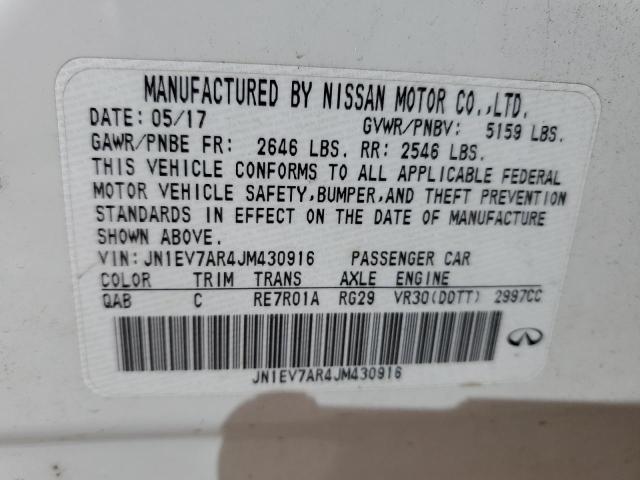 MANUFACTURED BY NISSAN MOTOR CO.,LTD.
DATE: 05/17 GVWR/PNBV: 5159 LBS.
GAWR/PNBE FR: 2646 LBS. RR: 2546 LBS.
THIS VEHICLE CONFORMS TO ALL APPLICABLE FEDERAL
MOTOR VEHICLE SAFETY,BUMPER,AND THEFT PREVENTION
STANDARDS IN EFFECT ON THE DATE OF MANUFACTURE
SHOWN ABOVE.
VIN: JN1EV7AR4JM430916 PASSENGER CAR
COLOR TRIM TRANS AXLE ENGINE
QAB C RE7R01A RG29 VR30(DDTT) 2997CC
JN1EV7AR4JM430916